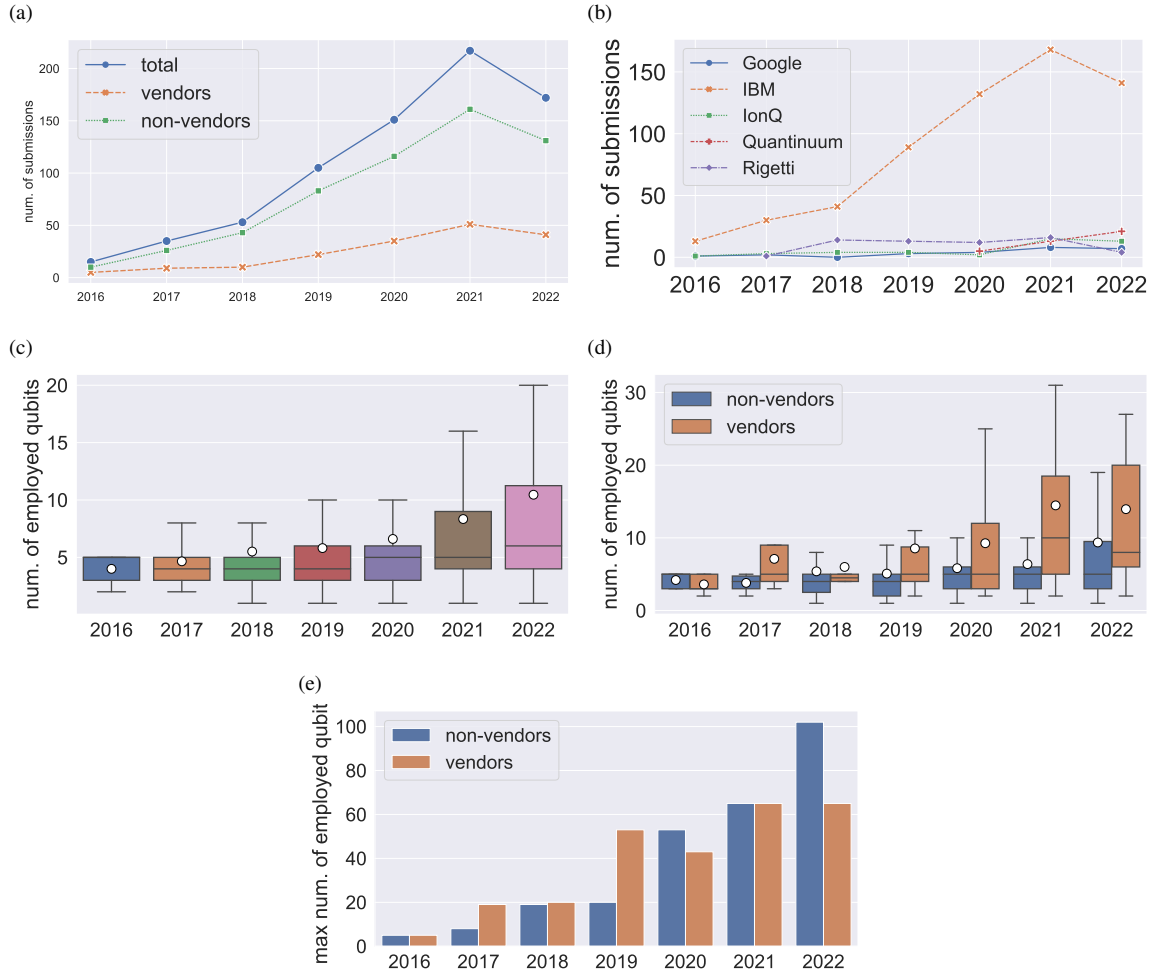 (a)
num. of submissions
200
150
100
50
0
total
vendors
non-vendors
2016 2017 2018 2019 2020 2021 2022
(b)
num. of submissions
150
100
50
0
Google
IBM
IonQ
Quantinuum
Rigetti
2016 2017 2018 2019 2020 2021 2022
(c)
num. of employed qubits
20
15
10
5
2016 2017 2018 2019 2020 2021 2022
(d)
num. of employed qubits
30
20
10
0
non-vendors
vendors
2016 2017 2018 2019 2020 2021 2022
(e)
max num. of employed qubit
100
80
60
40
20
0
non-vendors
vendors
2016 2017 2018 2019 2020 2021 2022